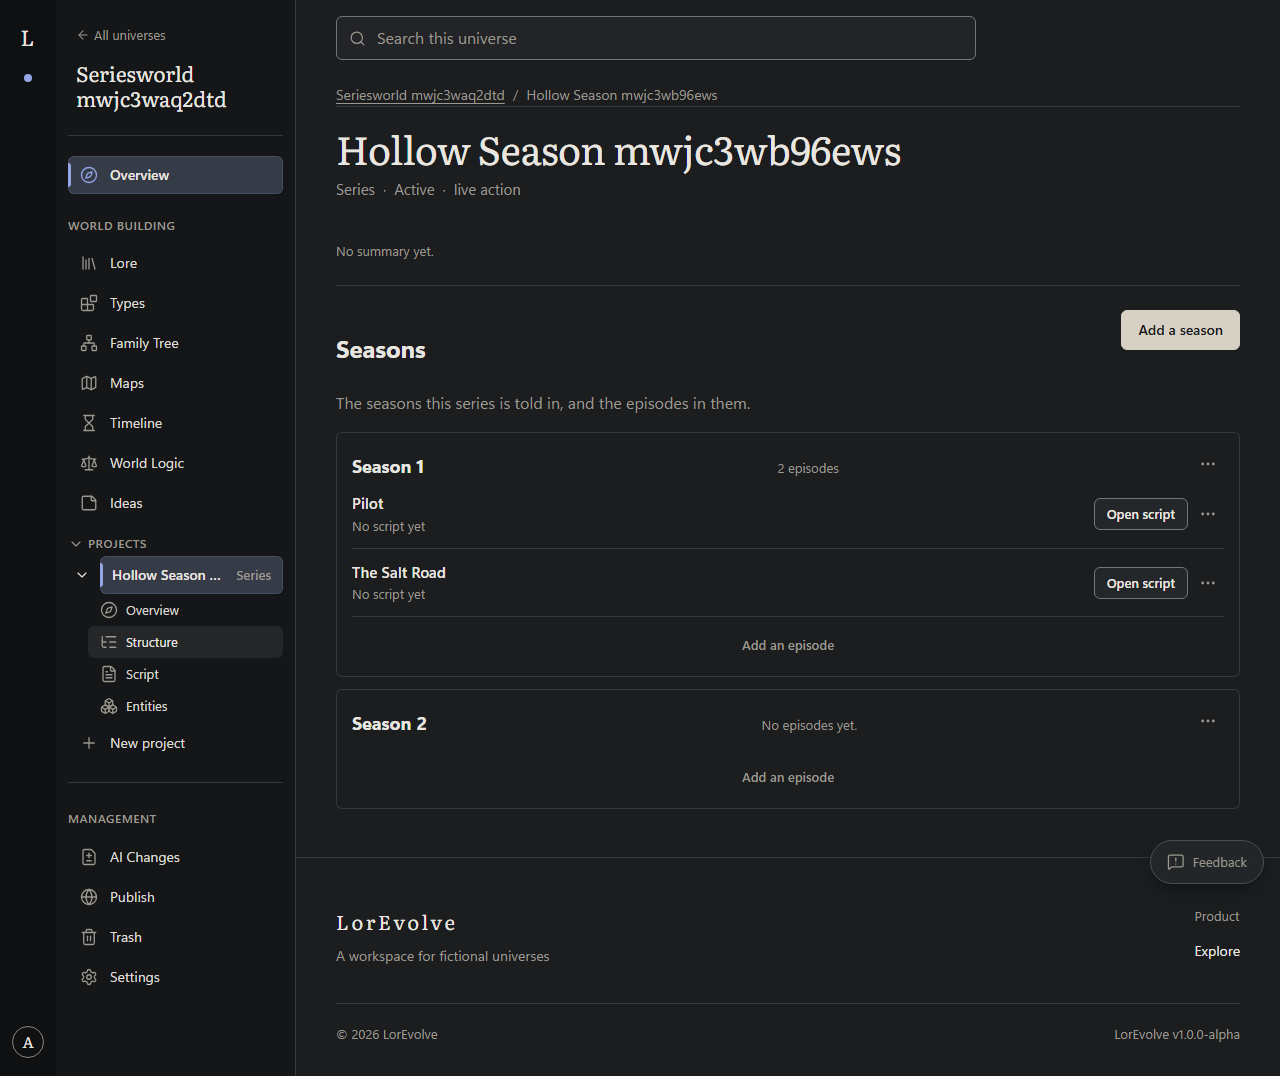 L
All universes
Seriesworld
mwjc3waq2dtd
Overview
WORLD BUILDING
Lore
Types
Family Tree
Maps
Timeline
World Logic
Ideas
PROJECTS
Hollow Season ... Series
Overview
Structure
Script
Entities
New project
MANAGEMENT
AI Changes
Publish
Trash
Settings
A
Search this universe
Seriesworld mwjc3waq2dtd / Hollow Season mwjc3wb96ews
Hollow Season mwjc3wb96ews
Series · Active · live action
No summary yet.
Add a season
Seasons
The seasons this series is told in, and the episodes in them.
Season 1 2 episodes
Pilot
No script yet
Open script
The Salt Road
No script yet
Open script
Add an episode
Season 2 No episodes yet.
Add an episode
Feedback
LorEvolve
A workspace for fictional universes
Product
Explore
© 2026 LorEvolve
LorEvolve v1.0.0-alpha